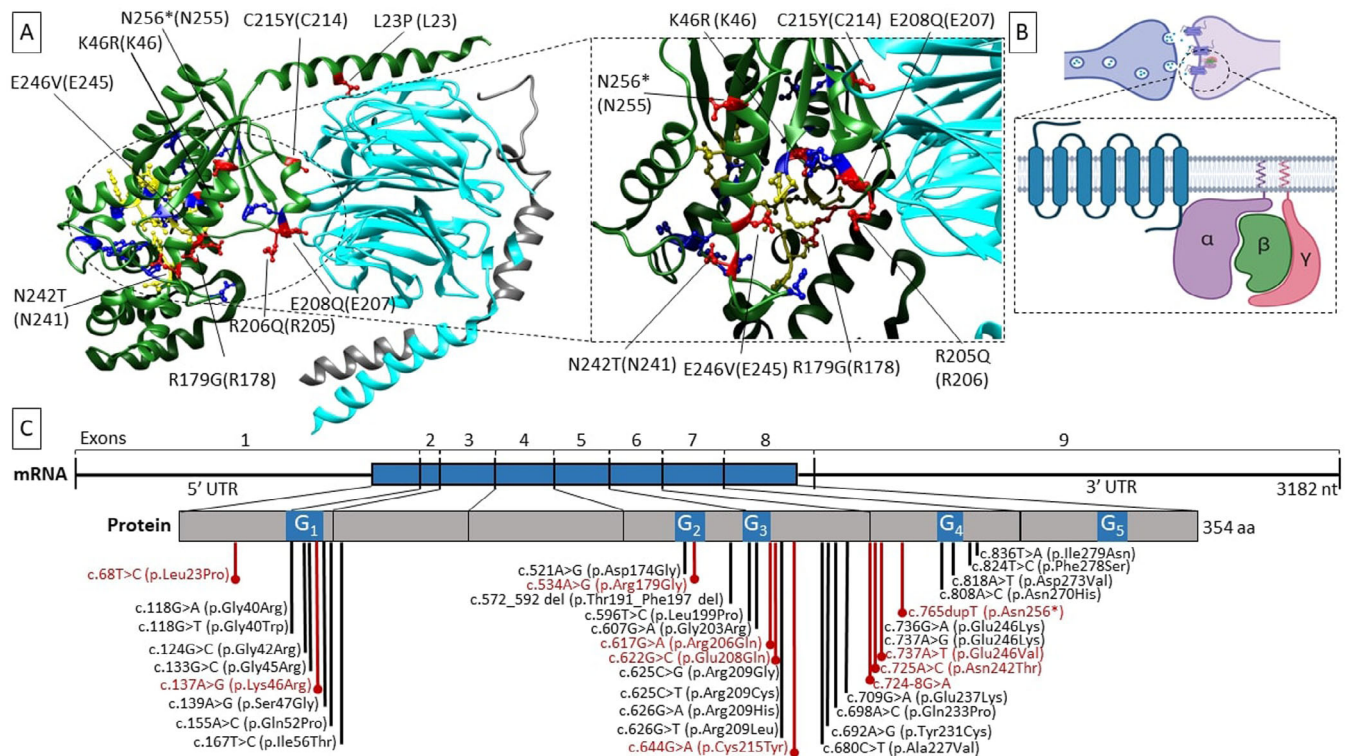 A
N256*(N255)
C215Y(C214)
L23P (L23)
K46R(K46)
E246V(E245)
N242T
(N241)
R179G(R178)
R206Q(R205)
E208Q(E207)
K46R (K46)
C215Y(C214)
E208Q(E207)
N256*
(N255)
N242T(N241)
E246V(E245)
R179G(R178)
R205Q
(R206)
B
α
β
γ
C
Exons
1
2
3
4
5
6
7
8
9
mRNA
5' UTR
3' UTR
3182 nt
Protein
G1
G2
G3
G4
G5
354 aa
c.68T>C (p.Leu23Pro)
c.118G>A (p.Gly40Arg)
c.118G>T (p.Gly40Trp)
c.124G>C (p.Gly42Arg)
c.133G>C (p.Gly45Arg)
c.137A>G (p.Lys46Arg)
c.139A>G (p.Ser47Gly)
c.155A>C (p.Gln52Pro)
c.167T>C (p.Ile56Thr)
c.521A>G (p.Asp174Gly)
c.534A>G (p.Arg179Gly)
c.572_592 del (p.Thr191_Phe197 del)
c.596T>C (p.Leu199Pro)
c.607G>A (p.Gly203Arg)
c.617G>A (p.Arg206Gln)
c.622G>C (p.Glu208Gln)
c.625C>G (p.Arg209Gly)
c.625C>T (p.Arg209Cys)
c.626G>A (p.Arg209His)
c.626G>T (p.Arg209Leu)
c.644G>A (p.Cys215Tyr)
c.836T>A (p.Ile279Asn)
c.824T>C (p.Phe278Ser)
c.818A>T (p.Asp273Val)
c.808A>C (p.Asn270His)
c.765dupT (p.Asn256*)
c.736G>A (p.Glu246Lys)
c.737A>G (p.Glu246Lys)
c.737A>T (p.Glu246Val)
c.725A>C (p.Asn242Thr)
c.724-8G>A
c.709G>A (p.Glu237Lys)
c.698A>C (p.Gln233Pro)
c.692A>G (p.Tyr231Cys)
c.680C>T (p.Ala227Val)